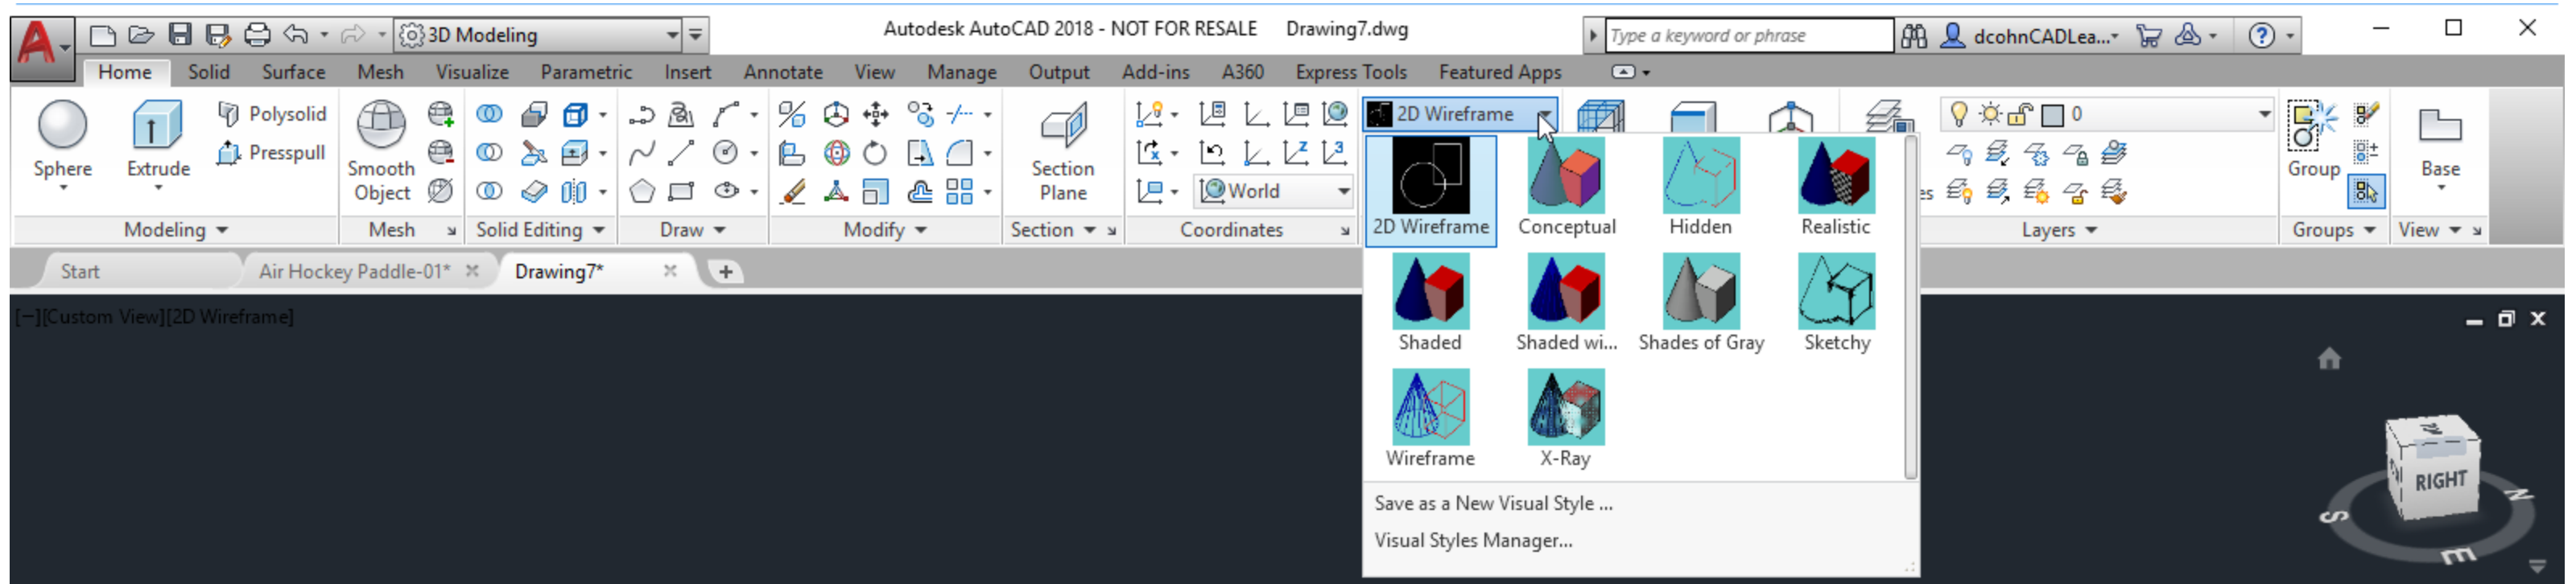 3D Modeling
Autodesk AutoCAD 2018 - NOT FOR RESALE Drawing7.dwg
Type a keyword or phrase
dcohnCADLea...
Home Solid Surface Mesh Visualize Parametric Insert Annotate View Manage Output Add-ins A360 Express Tools Featured Apps
Polysolid
2D Wireframe
0
Presspull
Sphere
Extrude
Smooth
Object
Section
Plane
World
Group
Base
Modeling
Mesh
Solid Editing
Draw
Modify
Section
Coordinates
Layers
Groups
View
2D Wireframe Conceptual Hidden Realistic
Shaded Shaded wi... Shades of Gray Sketchy
Wireframe X-Ray
Save as a New Visual Style ...
Visual Styles Manager...
Start Air Hockey Paddle-01* Drawing7*
[−][Custom View][2D Wireframe]
RIGHT
S
E
N